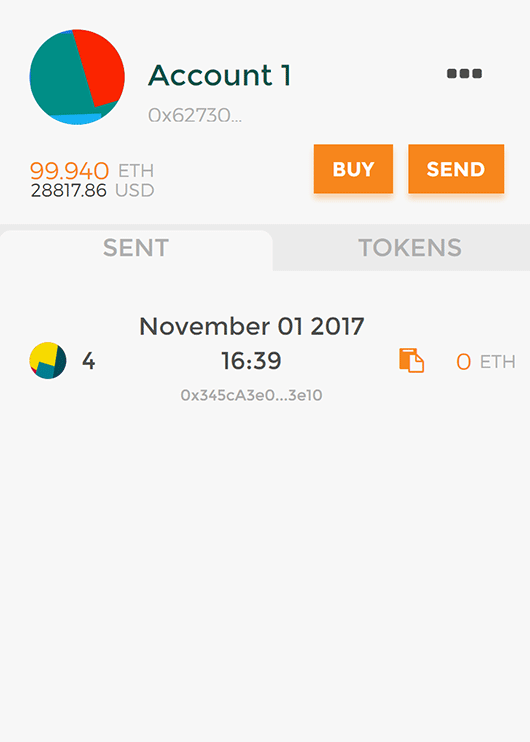 Account 1
0x62730...
99.940 ETH
28817.86 USD
BUY
SEND
SENT
TOKENS
November 01 2017
4
16:39
0 ETH
0x345cA3e0...3e10